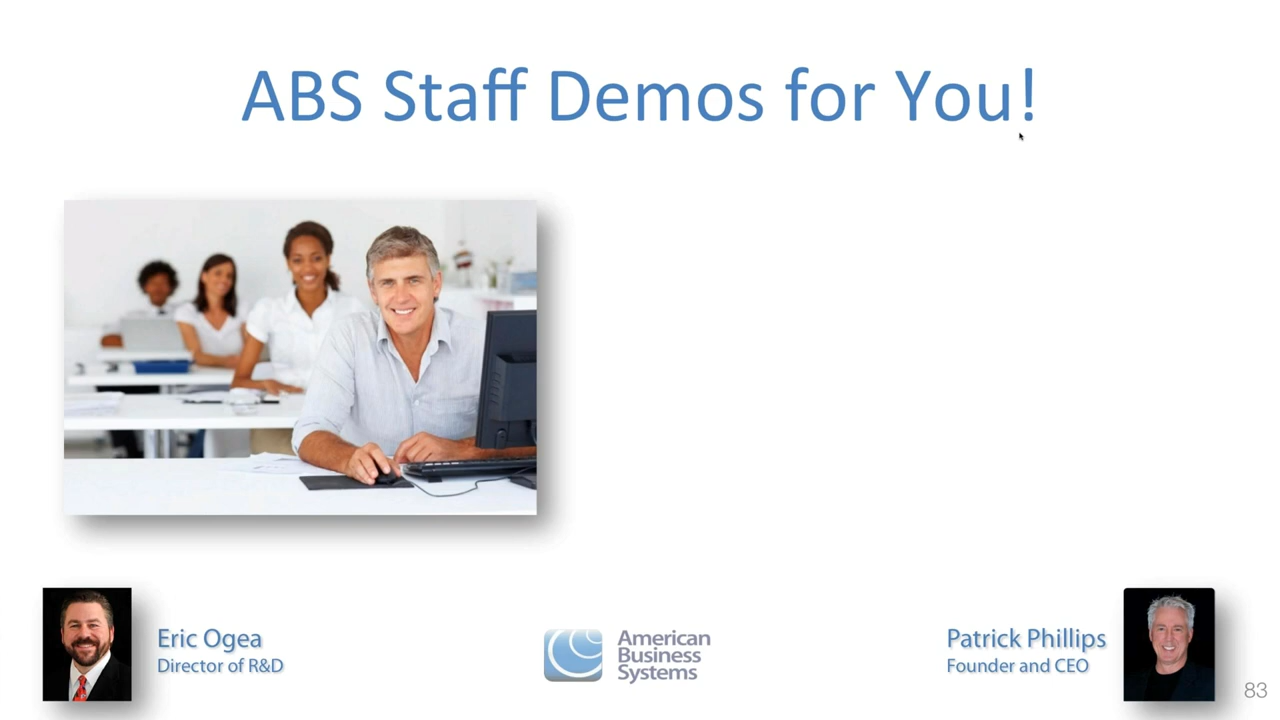 ABS Staff Demos for You!
Eric Ogea
Director of R&D
American
Business
Systems
Patrick Phillips
Founder and CEO
83